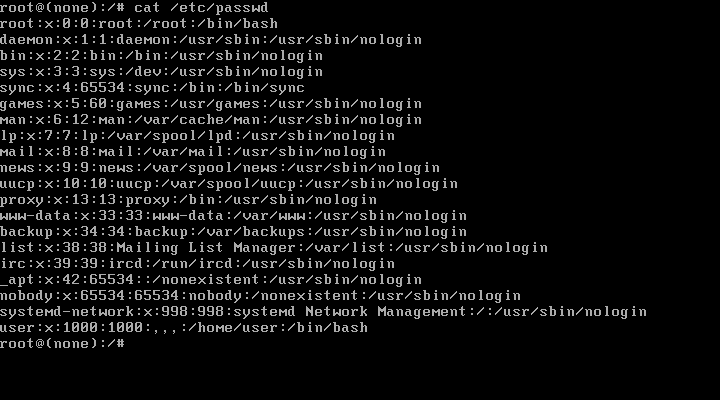 root@(none):/# cat /etc/passwd
root:x:0:0:root:/root:/bin/bash
daemon:x:1:1:daemon:/usr/sbin:/usr/sbin/nologin
bin:x:2:2:bin:/bin:/usr/sbin/nologin
sys:x:3:3:sys:/dev:/usr/sbin/nologin
sync:x:4:65534:sync:/bin:/bin/sync
games:x:5:60:games:/usr/games:/usr/sbin/nologin
man:x:6:12:man:/var/cache/man:/usr/sbin/nologin
lp:x:7:7:lp:/var/spool/lpd:/usr/sbin/nologin
mail:x:8:8:mail:/var/mail:/usr/sbin/nologin
news:x:9:9:news:/var/spool/news:/usr/sbin/nologin
uucp:x:10:10:uucp:/var/spool/uucp:/usr/sbin/nologin
proxy:x:13:13:proxy:/bin:/usr/sbin/nologin
www-data:x:33:33:www-data:/var/www:/usr/sbin/nologin
backup:x:34:34:backup:/var/backups:/usr/sbin/nologin
list:x:38:38:Mailing List Manager:/var/list:/usr/sbin/nologin
irc:x:39:39:ircd:/run/ircd:/usr/sbin/nologin
_apt:x:42:65534::/nonexistent:/usr/sbin/nologin
nobody:x:65534:65534:nobody:/nonexistent:/usr/sbin/nologin
systemd-network:x:998:998:systemd Network Management:/:/usr/sbin/nologin
user:x:1000:1000:,,,:/home/user:/bin/bash
root@(none):/#